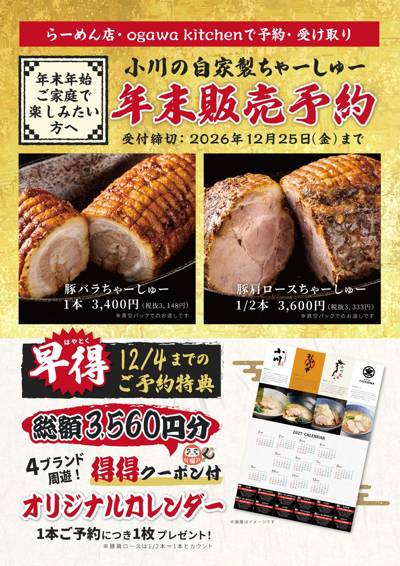 らーめん店・ogawa kitchenで予約・受け取り
年末年始
ご家庭で
楽しみたい
方へ
小川の自家製ちゃーしゅー
年末販売予約
受付締切：2026年12月25日（金）まで
豚バラちゃーしゅー
1本 3,400円（税抜3,148円）
※真空パックでのお渡しです
豚肩ロースちゃーしゅー
1/2本 3,600円（税抜3,333円）
※真空パックでのお渡しです
はやとく
早得
12/4までの
ご予約特典
総額3,560円分
4ブランド
周遊！
得得クーポン付
オリジナルカレンダー
1本ご予約につき1枚プレゼント！
※豚肩ロースは1/2本＝1本とカウント
小川
2027 CALENDAR
※画像はイメージです